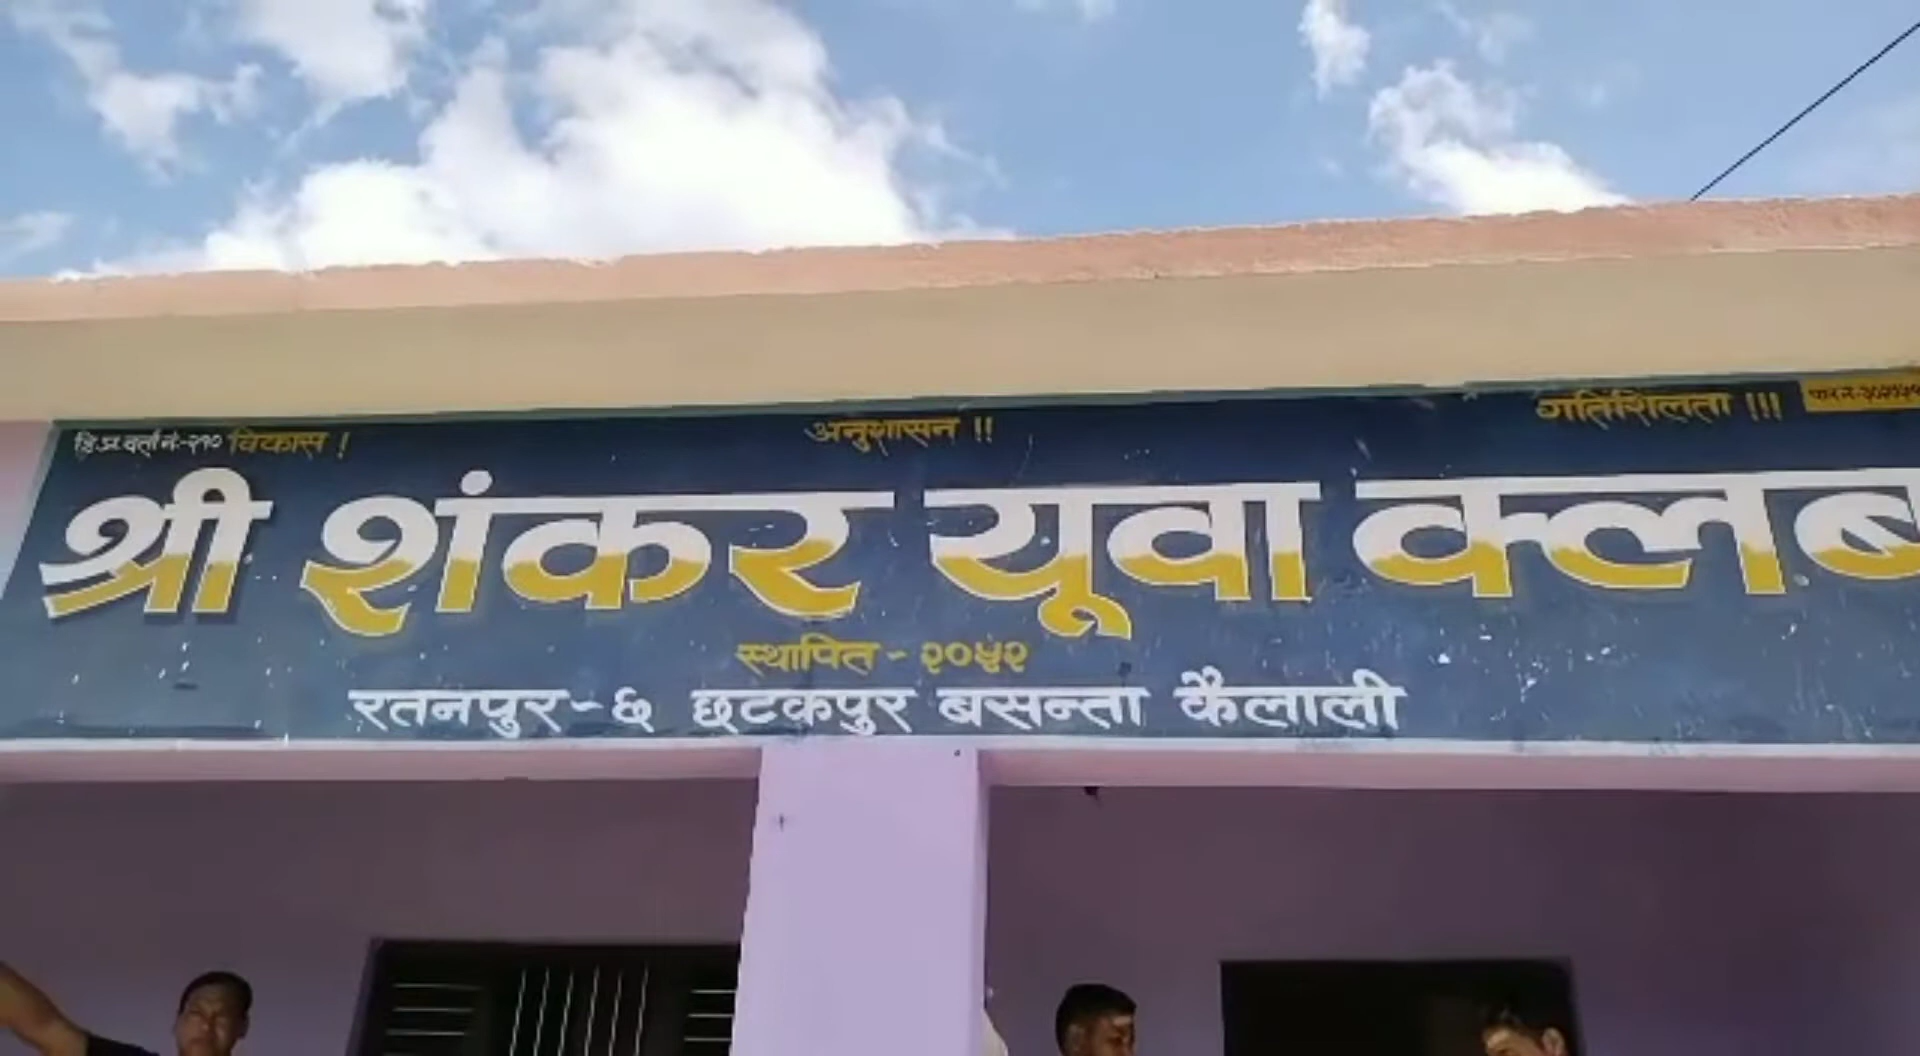 जि.प्र.दर्ता नं:-२१० विकास ! अनुशासन !! गतिशिलता !!!
श्री शंकर यूवा क्लब
स्थापित - २०५२
रतनपुर-६ छटकपुर बसन्ता कैलाली